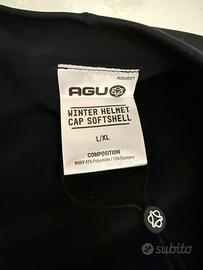 AGU001
AGU
WINTER HELMET
CAP SOFTSHELL
L/XL
COMPOSITION
BODY 85% Polyamide / 15% Elastane
subito